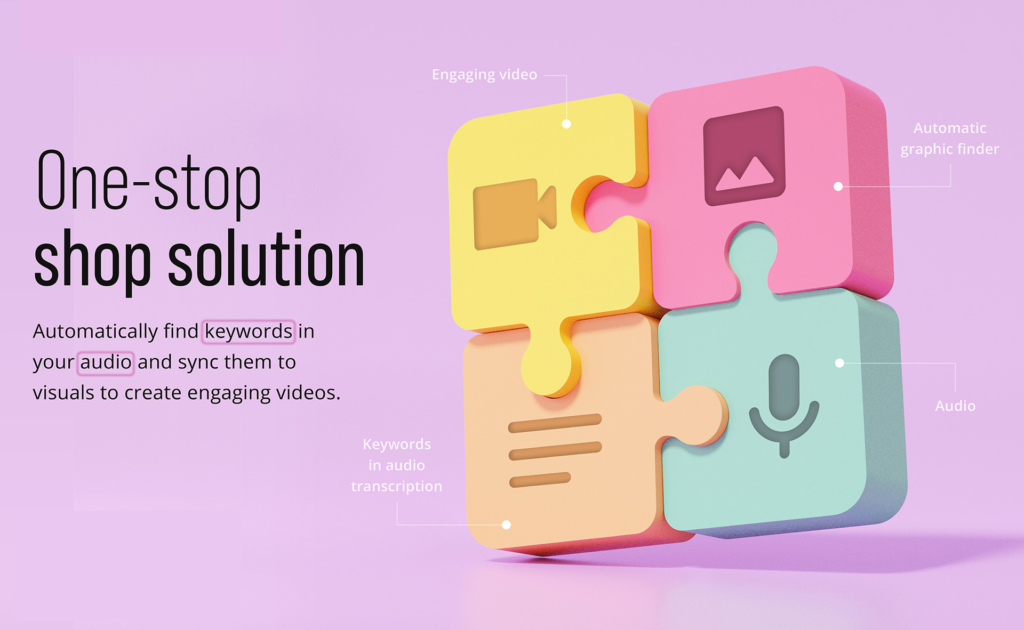 One-stop
shop solution
Automatically find keywords in
your audio and sync them to
visuals to create engaging videos.
Engaging video
Automatic
graphic finder
Keywords
in audio
transcription
Audio